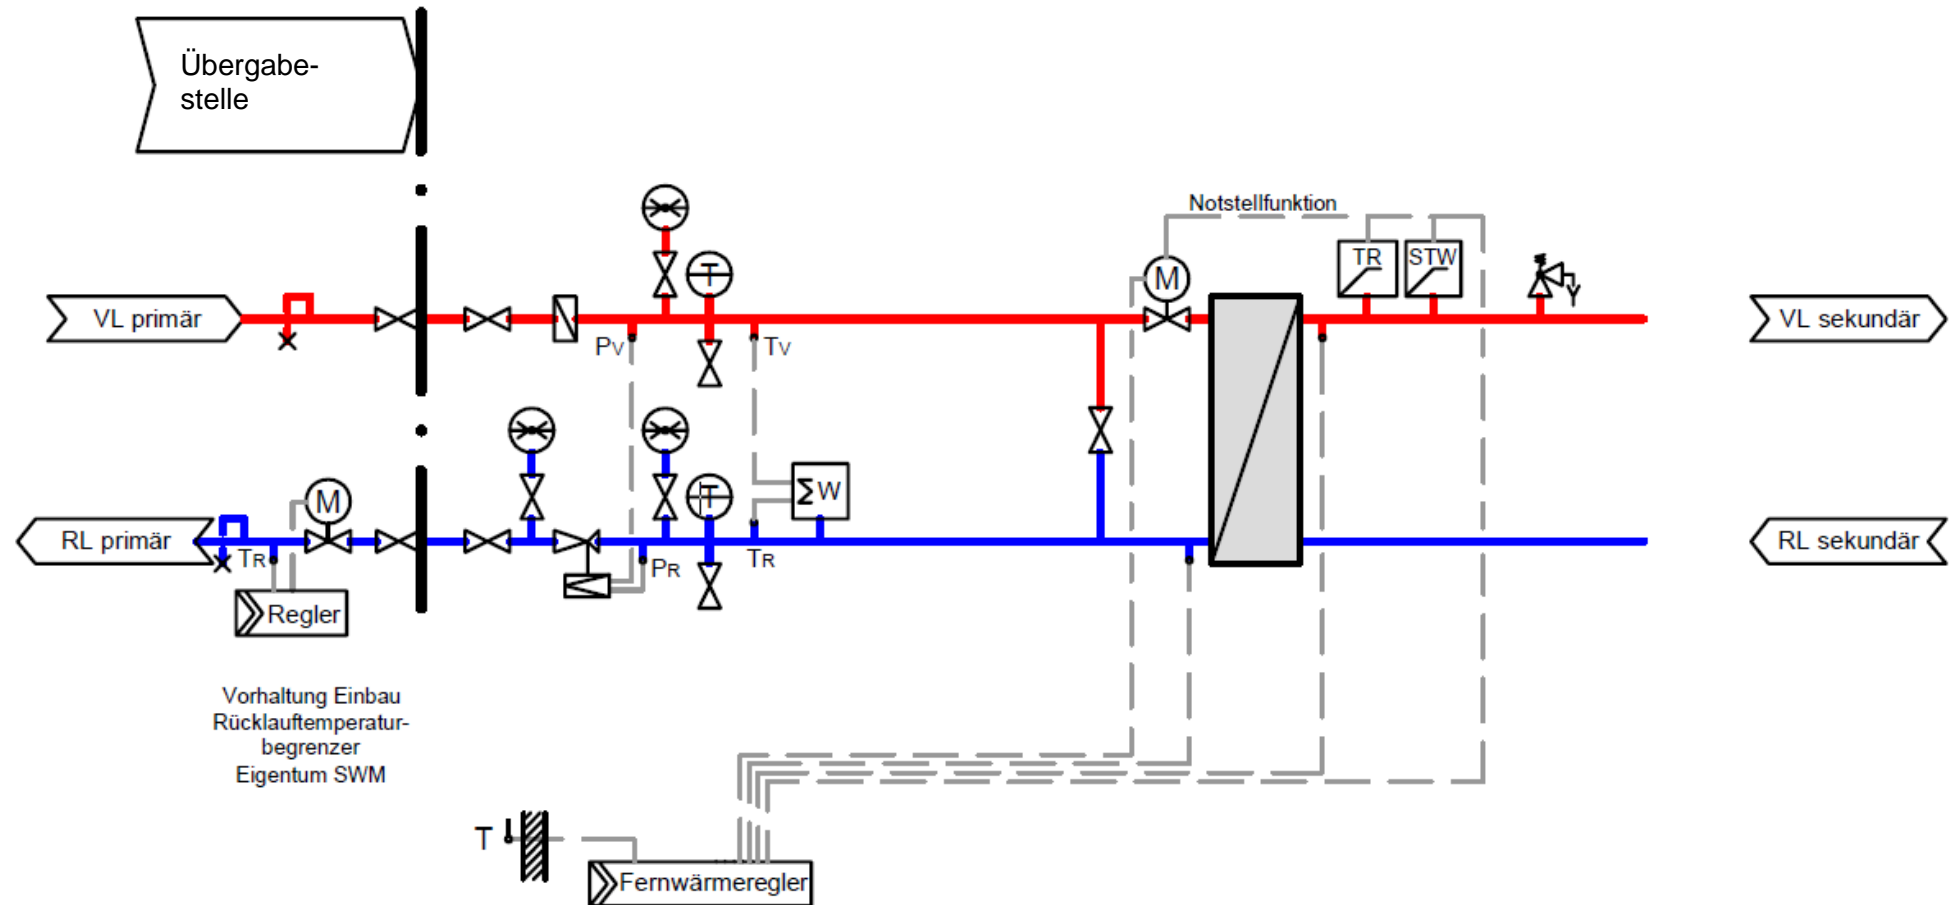 Übergabe-
stelle
Notstellfunktion
TR
STW
M
T
VL primär
PV
TV
VL sekundär
M
T
ΣW
RL primär
TR
PR
TR
RL sekundär
Regler
Vorhaltung Einbau
Rücklauftemperatur-
begrenzer
Eigentum SWM
T
Fernwärmeregler